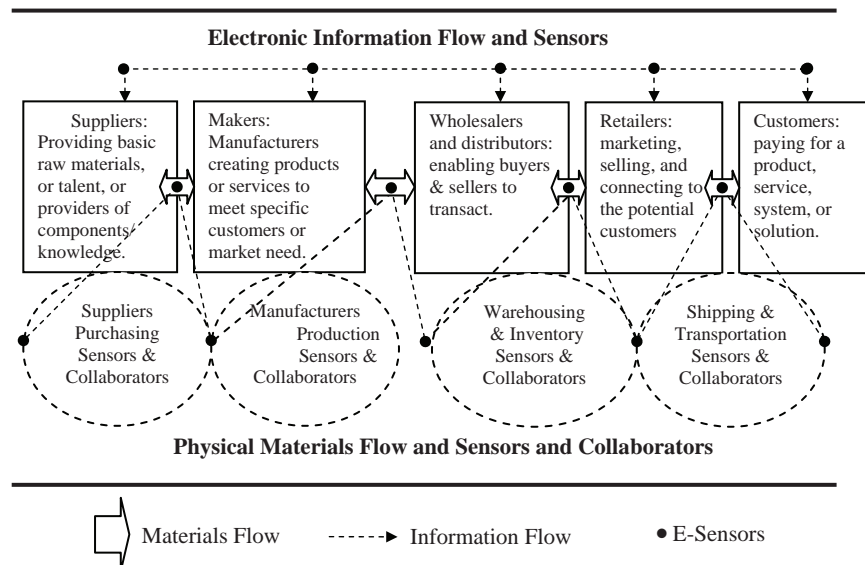 Electronic Information Flow and Sensors
Suppliers:
Providing basic
raw materials,
or talent, or
providers of
components/
knowledge.
Makers:
Manufacturers
creating products
or services to
meet specific
customers or
market need.
Wholesalers
and distributors:
enabling buyers
& sellers to
transact.
Retailers:
marketing,
selling, and
connecting to
the potential
customers
Customers:
paying for a
product,
service,
system, or
solution.
Suppliers
Purchasing
Sensors &
Collaborators
Manufacturers
Production
Sensors &
Collaborators
Warehousing
& Inventory
Sensors &
Collaborators
Shipping &
Transportation
Sensors &
Collaborators
Physical Materials Flow and Sensors and Collaborators
Materials Flow
Information Flow
E-Sensors